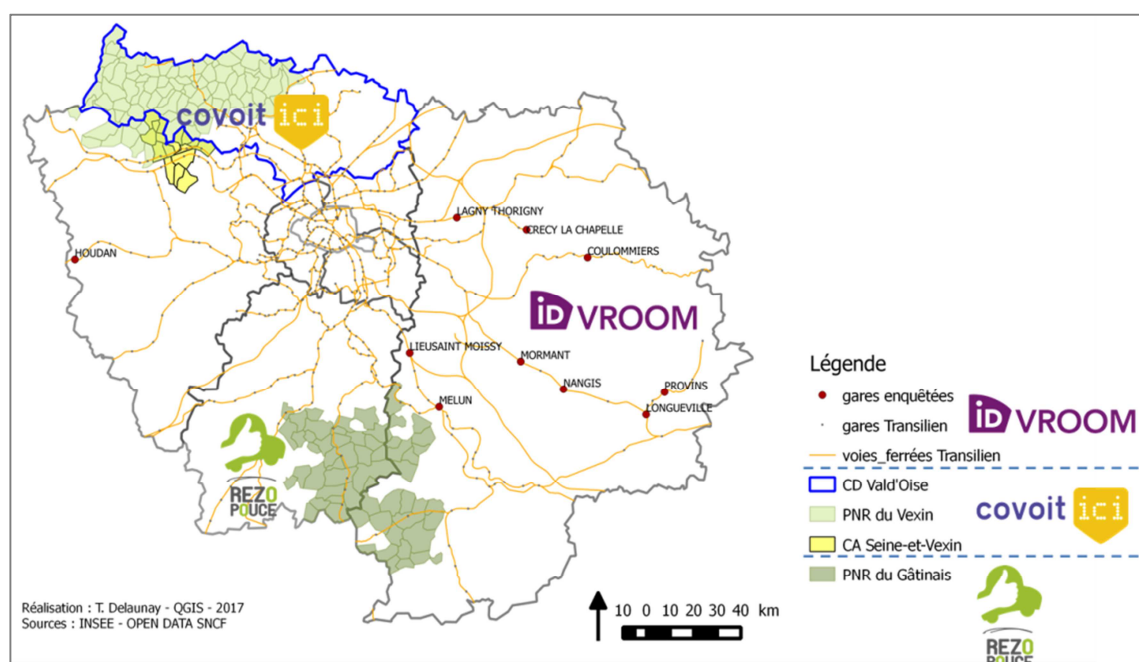 covoit ici
LAGNY THORIGNY
CRECY LA CHAPELLE
HOUDAN
COULOMMIERS
iD VROOM
LIEUSAINT MOISSY
MORMANT
NANGIS
PROVINS
MELUN
LONGUEVILLE
REZO
POUCE
Légende
gares enquêtées
gares Transilien
iD VROOM
voies_ferrées Transilien
CD Vald'Oise
PNR du Vexin
covoit ici
CA Seine-et-Vexin
PNR du Gâtinais
REZO
POUCE
Réalisation : T. Delaunay - QGIS - 2017
Sources : INSEE - OPEN DATA SNCF
10 0 10 20 30 40 km